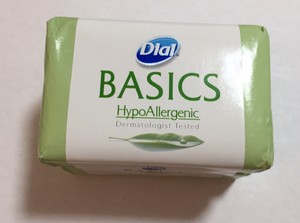 Dial
BASICS
HypoAllergenic
Dermatologist Tested